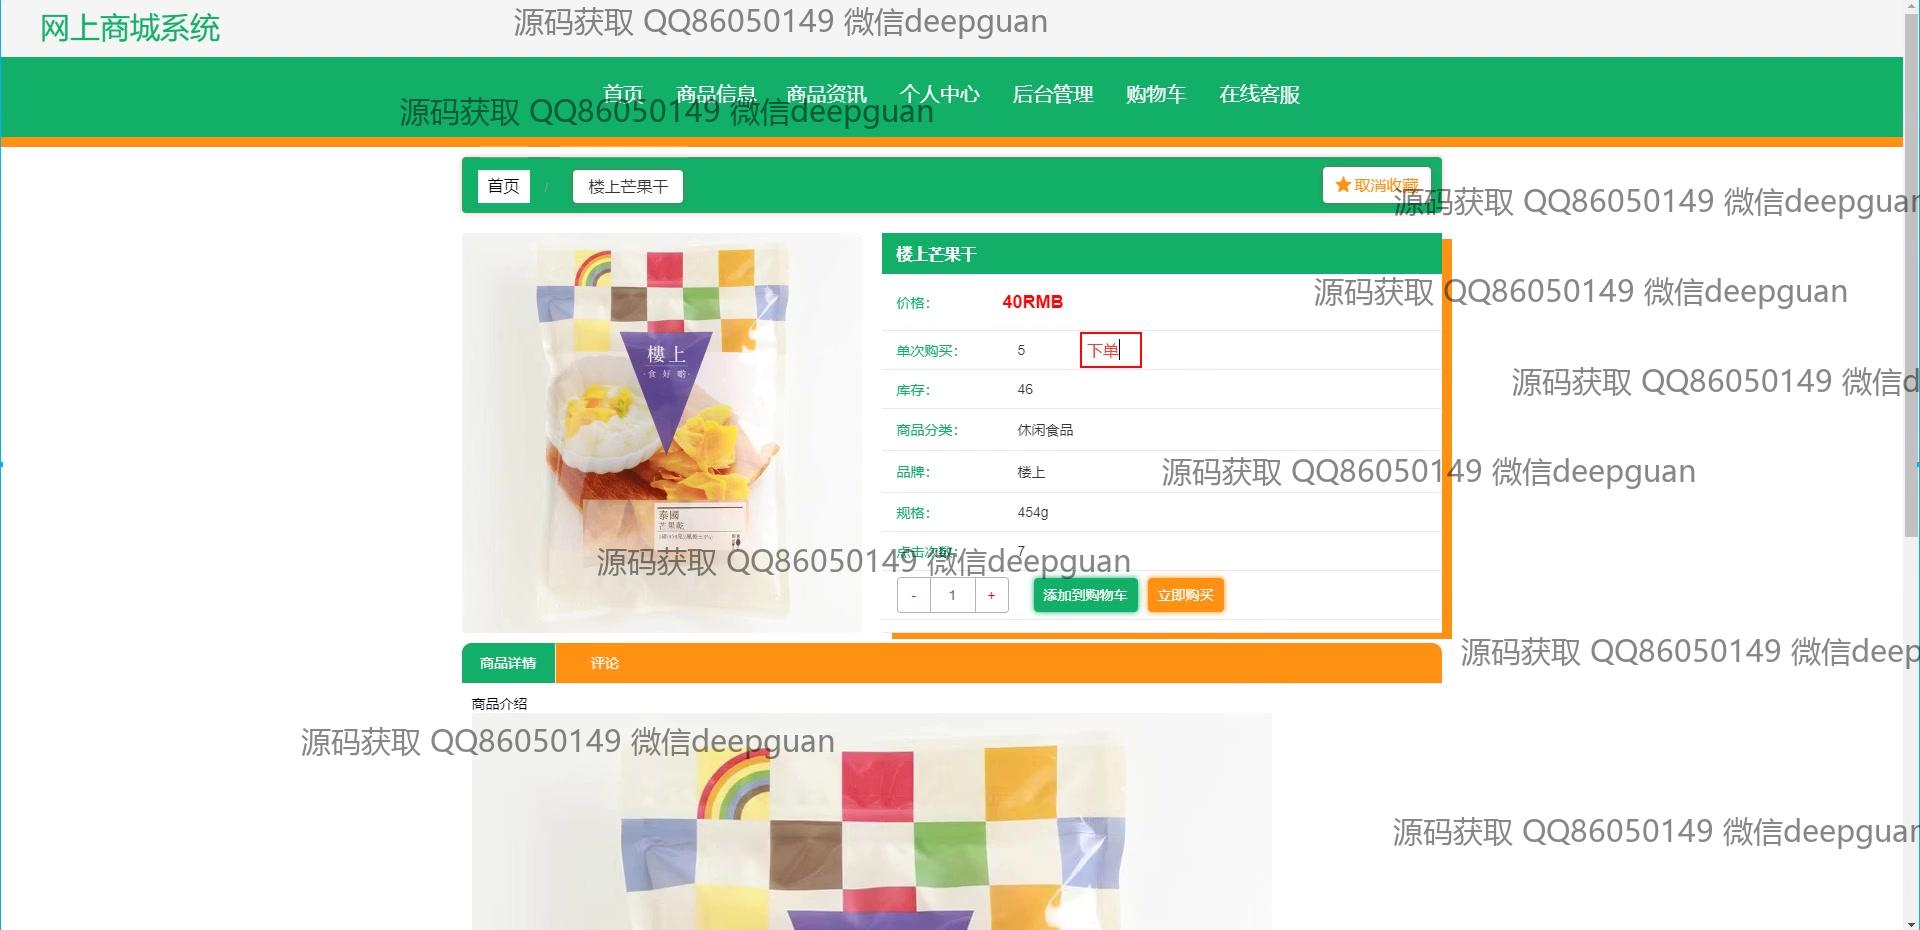 网上商城系统
源码获取 QQ86050149 微信deepguan
首页 商品信息 商品资讯 个人中心 后台管理 购物车 在线客服
源码获取 QQ86050149 微信deepguan
首页 / 楼上芒果干
取消收藏
源码获取 QQ86050149 微信deepguan
楼上芒果干
价格: 40RMB
源码获取 QQ86050149 微信deepguan
单次购买: 5 下单
库存: 46
源码获取 QQ86050149 微信d
商品分类: 休闲食品
品牌: 楼上
源码获取 QQ86050149 微信deepguan
规格: 454g
点击次数: 7
源码获取 QQ86050149 微信deepguan
- 1 + 添加到购物车 立即购买
樓上
·食好啲·
泰國
芒果乾
商品详情 评论
源码获取 QQ86050149 微信deep
商品介绍
源码获取 QQ86050149 微信deepguan
源码获取 QQ86050149 微信deepguan